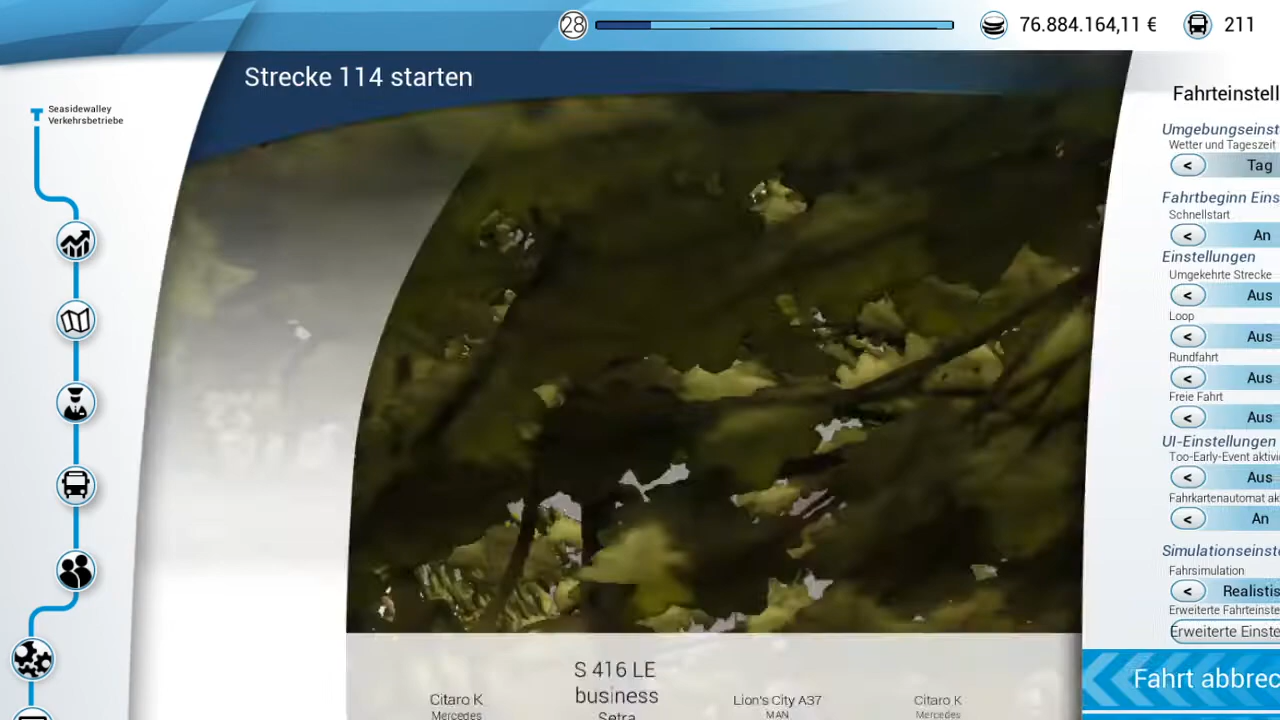 28
76.884.164,11 €
211
Strecke 114 starten
Seasidewalley
Verkehrsbetriebe
Fahrteinstell
Umgebungseinst
Wetter und Tageszeit
< Tag
Fahrtbeginn Eins
Schnellstart
< An
Einstellungen
Umgekehrte Strecke
< Aus
Loop
< Aus
Rundfahrt
< Aus
Freie Fahrt
< Aus
UI-Einstellungen
Too-Early-Event aktivi
< Aus
Fahrkartenautomat ak
< An
Simulationseinste
Fahrsimulation
< Realistis
Erweiterte Fahrteinste
Erweiterte Einste
Fahrt abbrec
Citaro K
Mercedes
S 416 LE
business
Setra
Lion's City A37
MAN
Citaro K
Mercedes